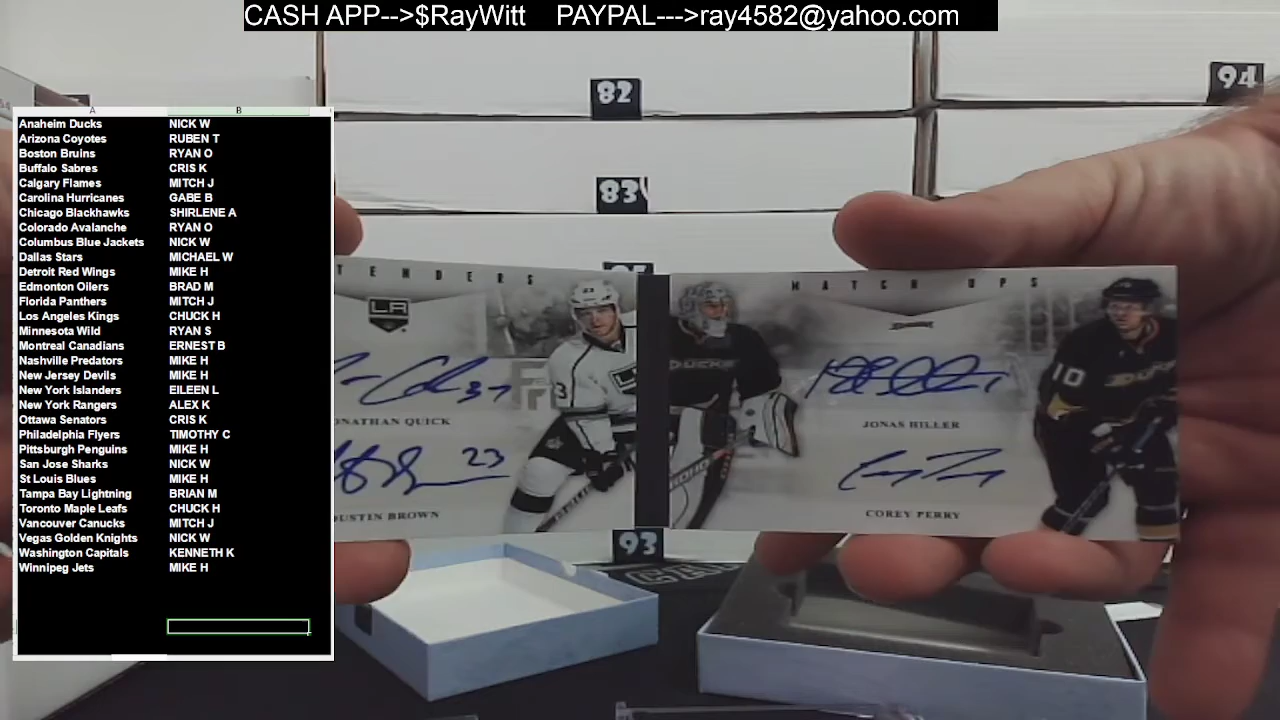 CASH APP-->$RayWitt PAYPAL--->ray4582@yahoo.com
82
94
83
A B
Anaheim Ducks NICK W
Arizona Coyotes RUBEN T
Boston Bruins RYAN O
Buffalo Sabres CRIS K
Calgary Flames MITCH J
Carolina Hurricanes GABE B
Chicago Blackhawks SHIRLENE A
Colorado Avalanche RYAN O
Columbus Blue Jackets NICK W
Dallas Stars MICHAEL W
Detroit Red Wings MIKE H
Edmonton Oilers BRAD M
Florida Panthers MITCH J
Los Angeles Kings CHUCK H
Minnesota Wild RYAN S
Montreal Canadians ERNEST B
Nashville Predators MIKE H
New Jersey Devils MIKE H
New York Islanders EILEEN L
New York Rangers ALEX K
Ottawa Senators CRIS K
Philadelphia Flyers TIMOTHY C
Pittsburgh Penguins MIKE H
San Jose Sharks NICK W
St Louis Blues MIKE H
Tampa Bay Lightning BRIAN M
Toronto Maple Leafs CHUCK H
Vancouver Canucks MITCH J
Vegas Golden Knights NICK W
Washington Capitals KENNETH K
Winnipeg Jets MIKE H
TENDERS
LA
23
ONATHAN QUICK
23
DUSTIN BROWN
MATCH UPS
DUCKS
10
JONAS HILLER
COREY PERRY
93